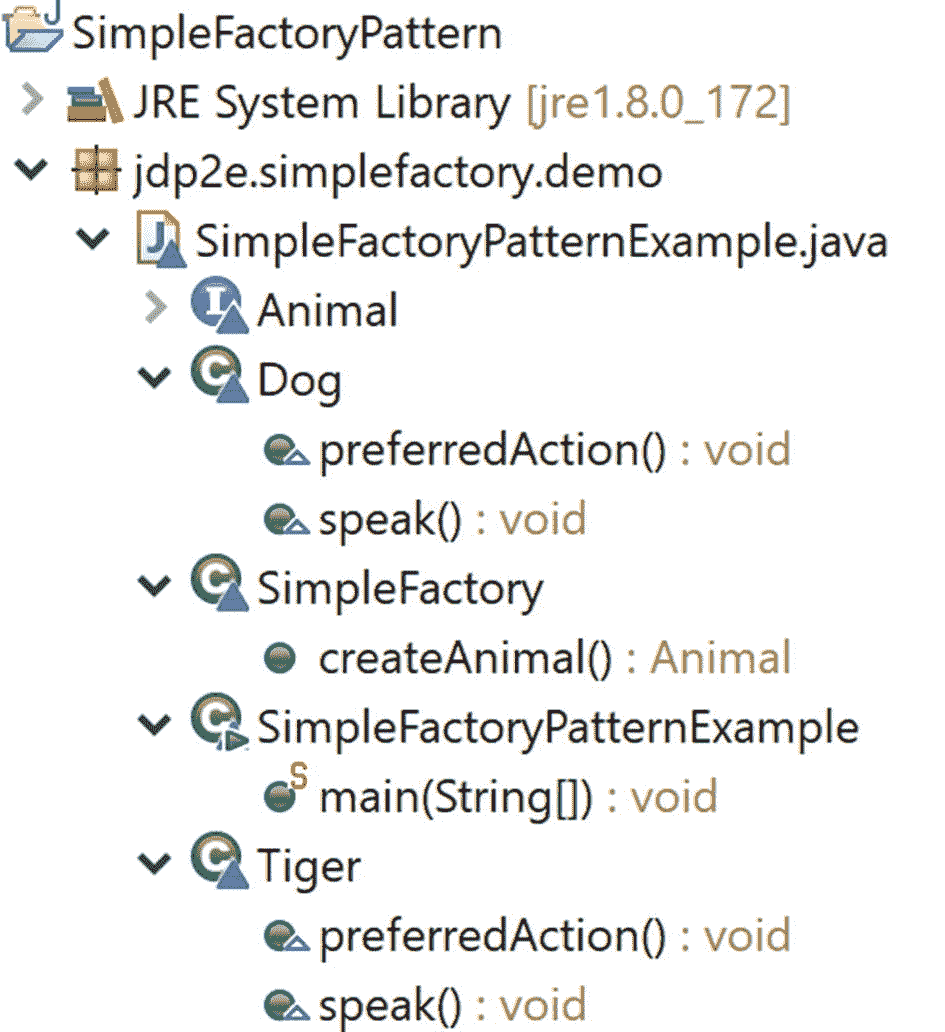 SimpleFactoryPattern
JRE System Library [jre1.8.0_172]
jdp2e.simplefactory.demo
SimpleFactoryPatternExample.java
Animal
Dog
preferredAction() : void
speak() : void
SimpleFactory
createAnimal() : Animal
SimpleFactoryPatternExample
main(String[]) : void
Tiger
preferredAction() : void
speak() : void